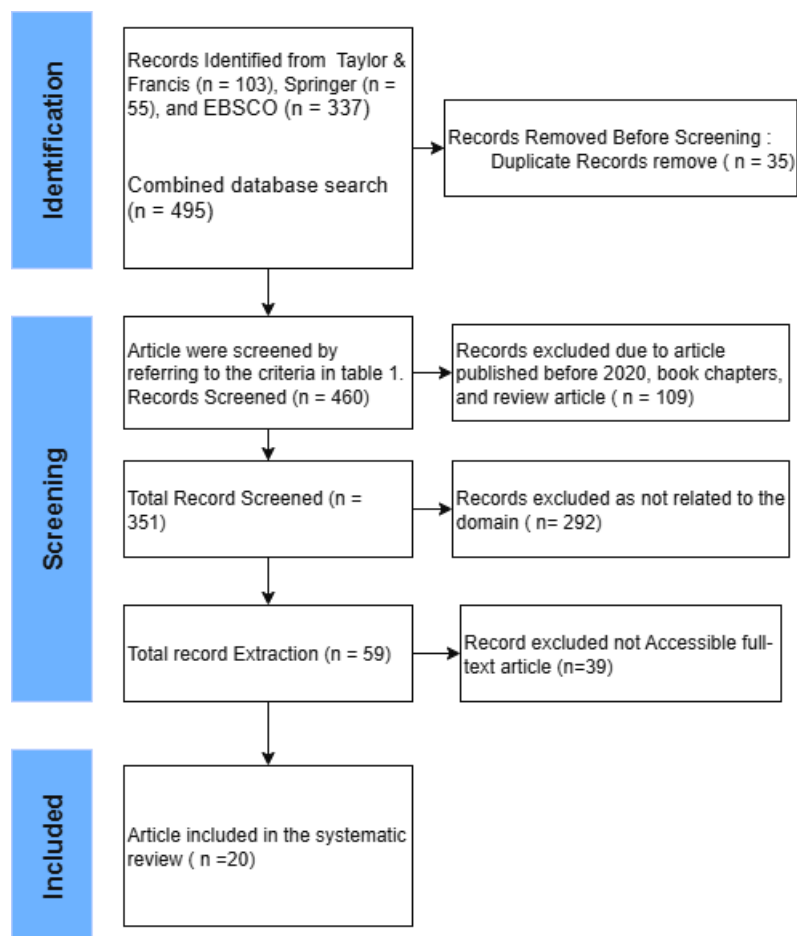 Identification
Records Identified from Taylor &
Francis (n = 103), Springer (n =
55), and EBSCO (n = 337)
Combined database search
(n = 495)
Records Removed Before Screening :
Duplicate Records remove ( n = 35)
Screening
Article were screened by
referring to the criteria in table 1.
Records Screened (n = 460)
Records excluded due to article
published before 2020, book chapters,
and review article ( n = 109)
Total Record Screened (n =
351)
Records excluded as not related to the
domain ( n= 292)
Total record Extraction (n = 59)
Record excluded not Accessible full-
text article (n=39)
Included
Article included in the systematic
review ( n =20)